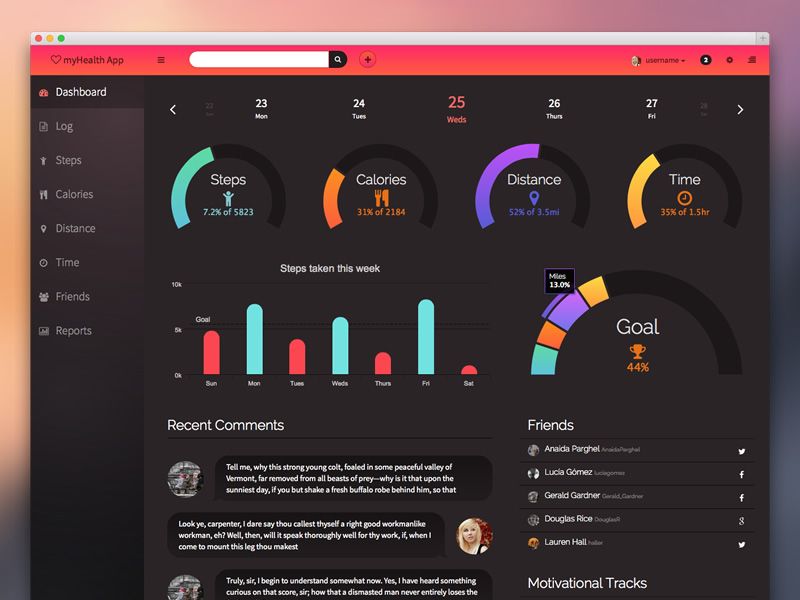 myHealth App
username
2
Dashboard
Log
Steps
Calories
Distance
Time
Friends
Reports
22
23
24
25
26
27
28
Mon
Tues
Weds
Thurs
Fri
Steps
7.2% of 5823
Calories
31% of 2184
Distance
52% of 3.5mi
Time
35% of 1.5hr
Steps taken this week
10k
Goal
5k
0k
Sun
Mon
Tues
Weds
Thurs
Fri
Sat
Miles
13.0%
Goal
44%
Recent Comments
Tell me, why this strong young colt, foaled in some peaceful valley of
Vermont, far removed from all beasts of prey—why is it that upon the
sunniest day, if you but shake a fresh buffalo robe behind him, so that
Look ye, carpenter, I dare say thou callest thyself a right good workmanlike
workman, eh? Well, then, will it speak thoroughly well for thy work, if, when I
come to mount this leg thou makest
Truly, sir, I begin to understand somewhat now. Yes, I have heard something
curious on that score, sir; how that a dismasted man never entirely loses the
Friends
Anaida Parghel AnaidaParghel
Lucía Gómez luciagomez
Gerald Gardner Gerald_Gardner
Douglas Rice DouglasR
Lauren Hall haller
Motivational Tracks